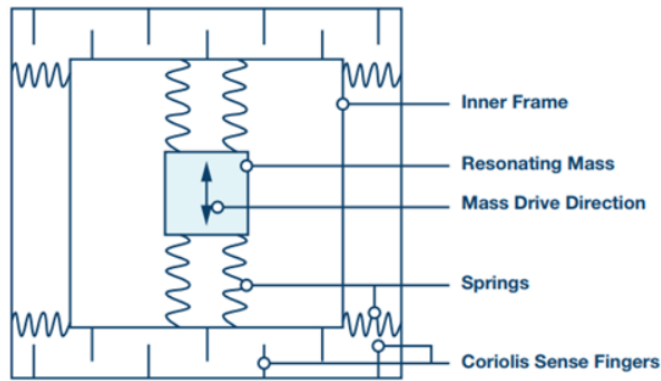 Inner Frame
Resonating Mass
Mass Drive Direction
Springs
Coriolis Sense Fingers